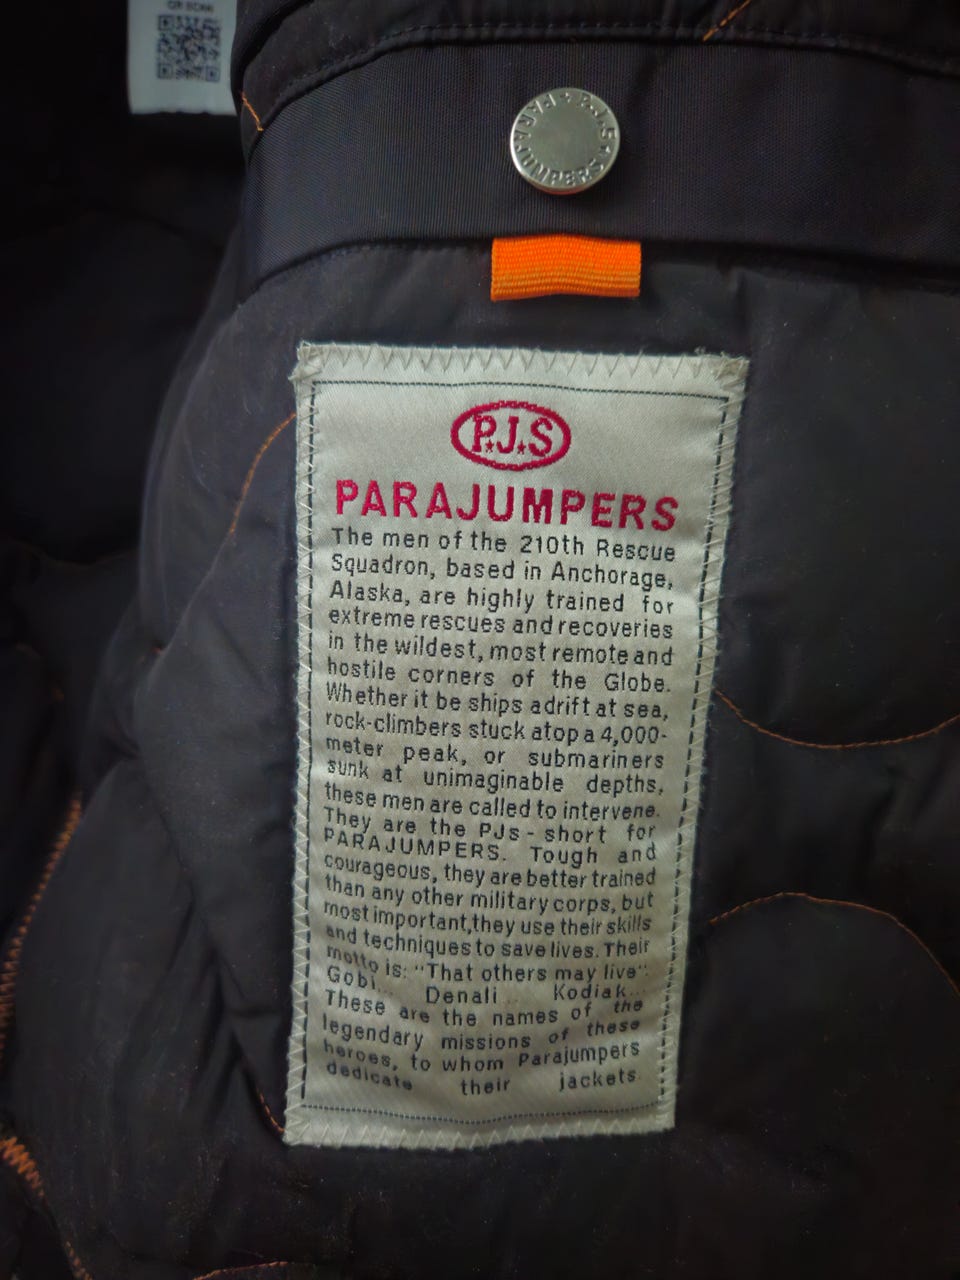 QR SCAN
P.J.S
PARAJUMPERS
P.J.S
PARAJUMPERS
The men of the 210th Rescue
Squadron, based in Anchorage,
Alaska, are highly trained for
extreme rescues and recoveries
in the wildest, most remote and
hostile corners of the Globe.
Whether it be ships adrift at sea,
rock-climbers stuck atop a 4,000-
meter peak, or submariners
sunk at unimaginable depths,
these men are called to intervene.
They are the PJs - short for
PARAJUMPERS. Tough and
courageous, they are better trained
than any other military corps, but
most important,they use their skills
and techniques to save lives. Their
motto is: "That others may live".
Gobi... Denali... Kodiak...
These are the names of the
legendary missions of these
heroes, to whom Parajumpers
dedicate their jackets.